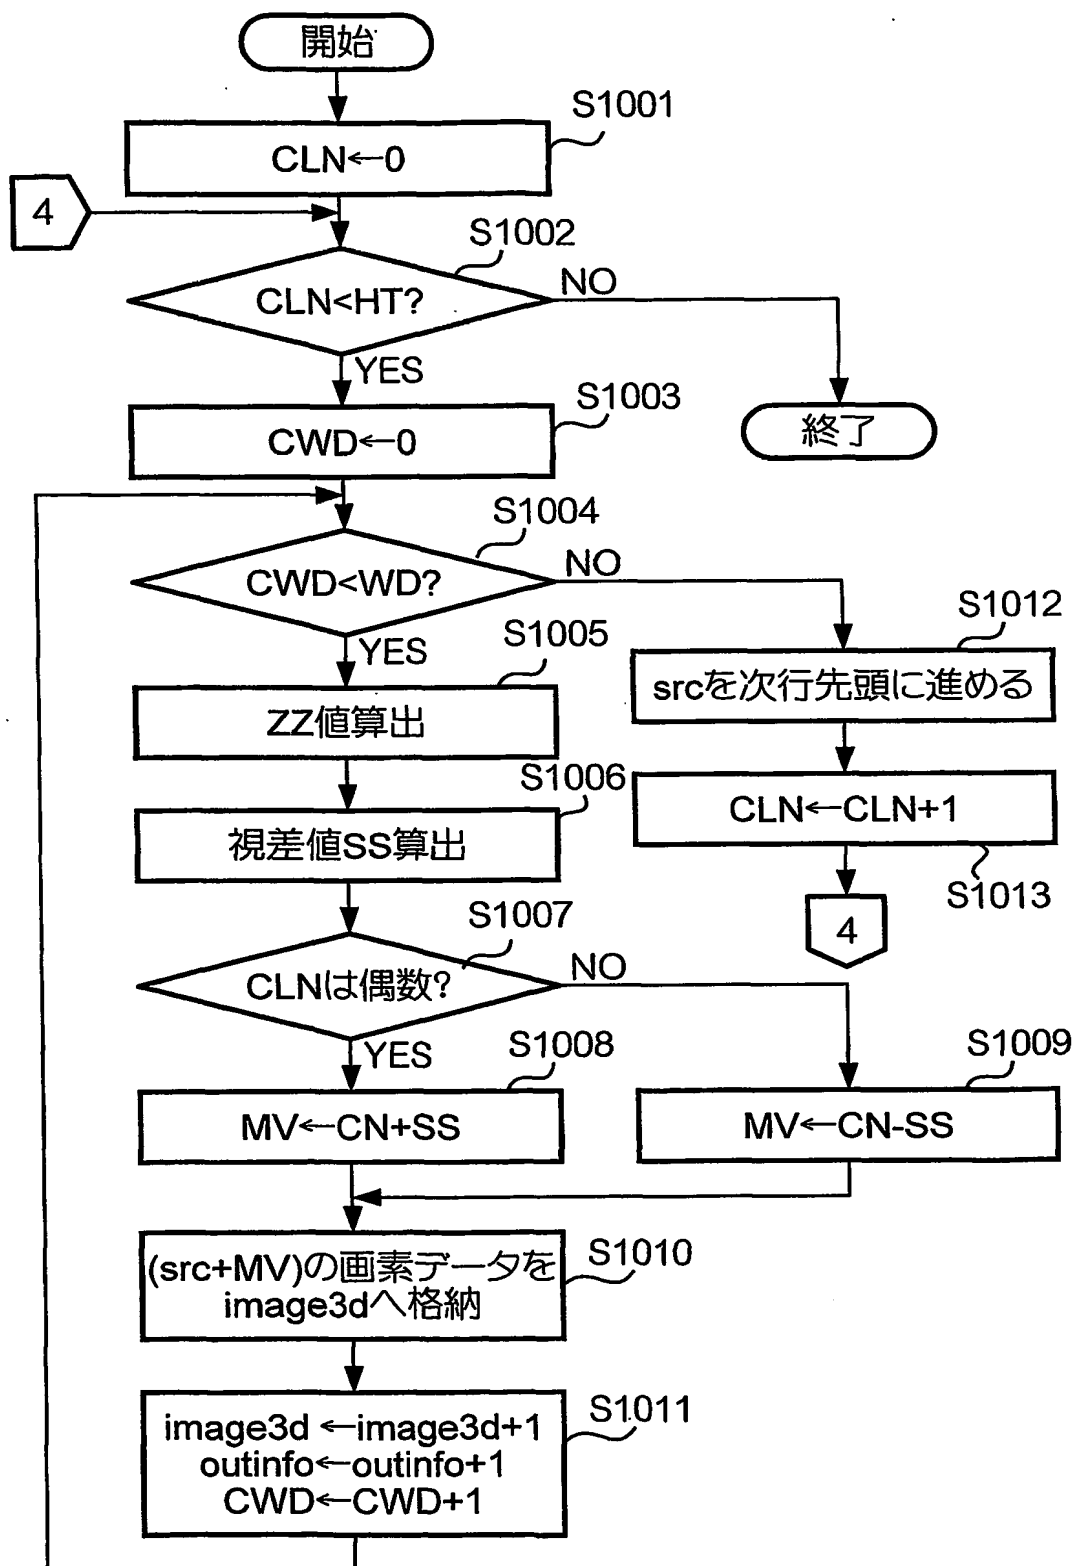 開始
S1001
CLN←0
4
S1002
CLN<HT?
NO
YES
S1003
CWD←0
終了
S1004
CWD<WD?
NO
YES
S1012
srcを次行先頭に進める
S1005
ZZ値算出
S1006
CLN←CLN+1
視差値SS算出
S1013
4
S1007
CLNは偶数?
NO
YES
S1008
S1009
MV←CN+SS
MV←CN-SS
S1010
(src+MV)の画素データを
image3dへ格納
S1011
image3d←image3d+1
outinfo←outinfo+1
CWD←CWD+1